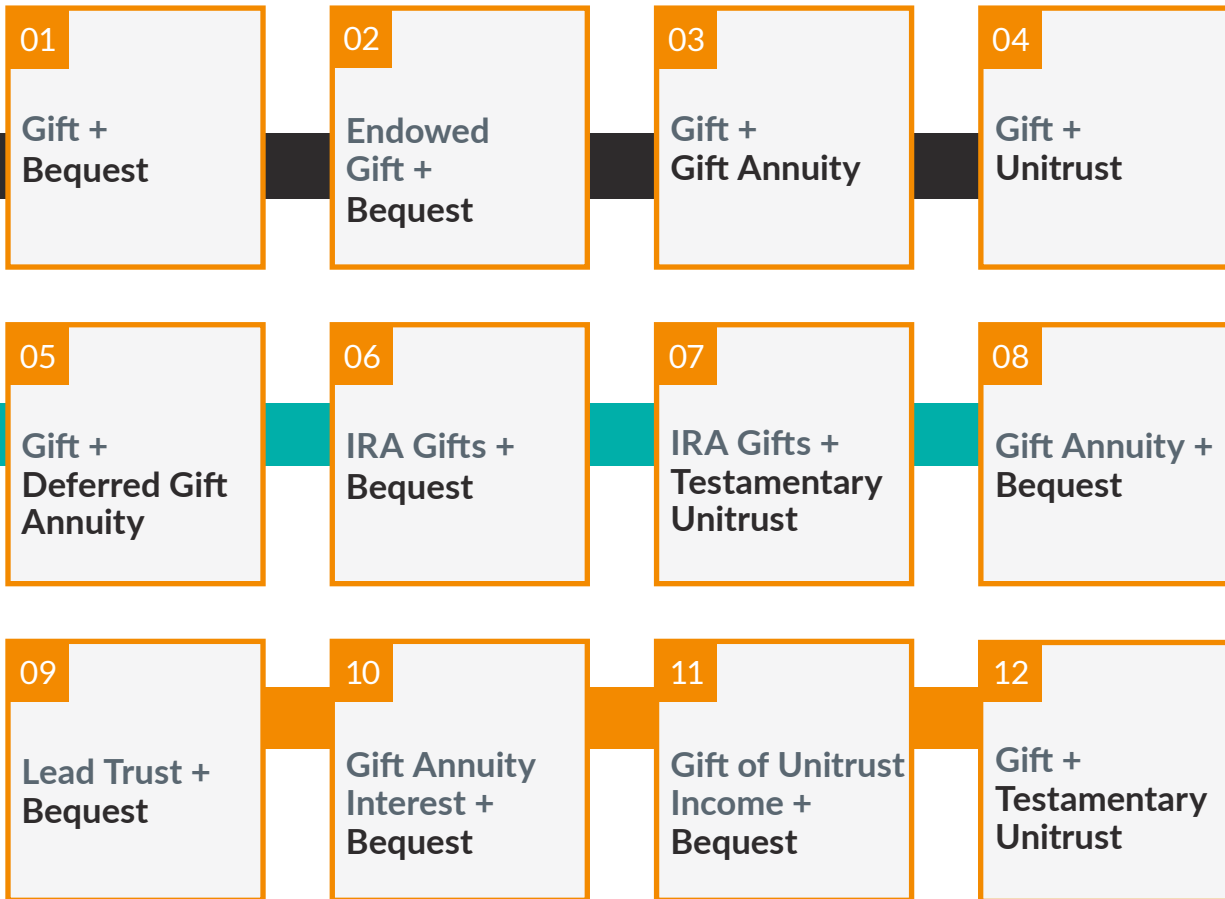 01
Gift +
Bequest
02
Endowed
Gift +
Bequest
03
Gift +
Gift Annuity
04
Gift +
Unitrust
05
Gift +
Deferred Gift
Annuity
06
IRA Gifts +
Bequest
07
IRA Gifts +
Testamentary
Unitrust
08
Gift Annuity +
Bequest
09
Lead Trust +
Bequest
10
Gift Annuity
Interest +
Bequest
11
Gift of Unitrust
Income +
Bequest
12
Gift +
Testamentary
Unitrust